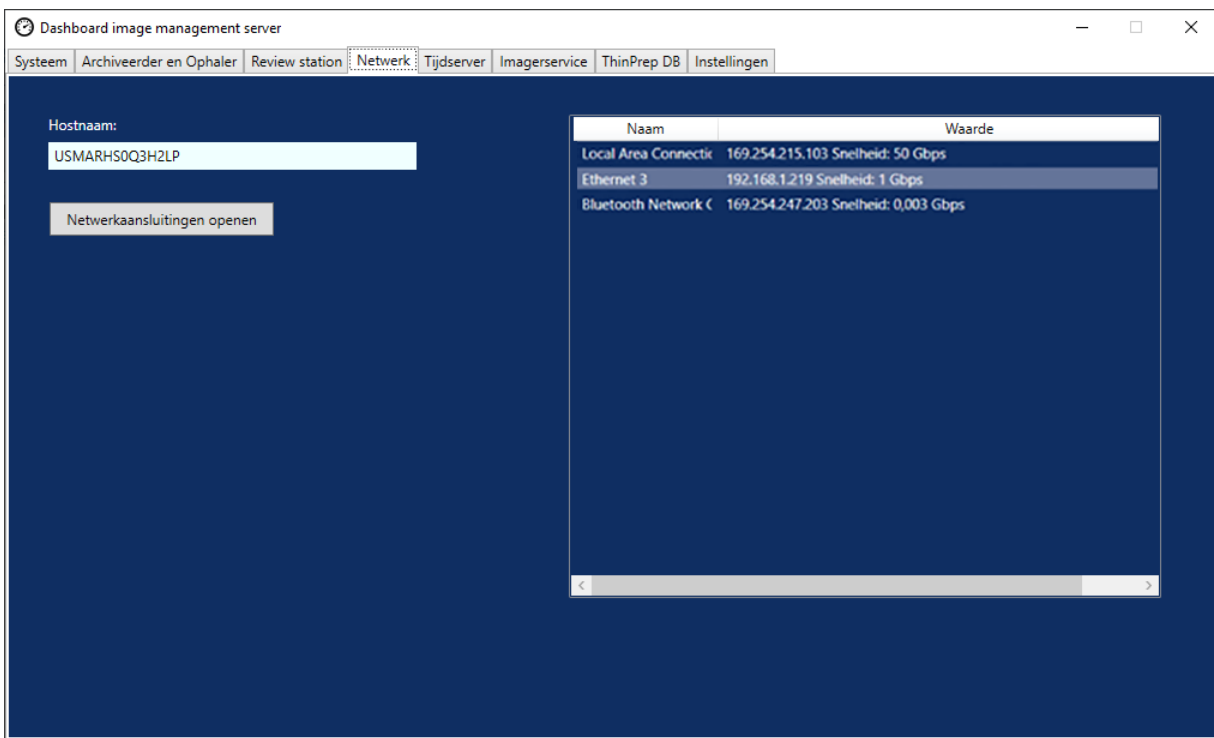 Dashboard image management server
Systeem Archiveerder en Ophaler Review station Netwerk Tijdserver Imagerservice ThinPrep DB Instellingen
Hostnaam:
USMARHS0Q3H2LP
Netwerkaansluitingen openen
Naam Waarde
Local Area Connectic 169.254.215.103 Snelheid: 50 Gbps
Ethernet 3 192.168.1.219 Snelheid: 1 Gbps
Bluetooth Network C 169.254.247.203 Snelheid: 0,003 Gbps